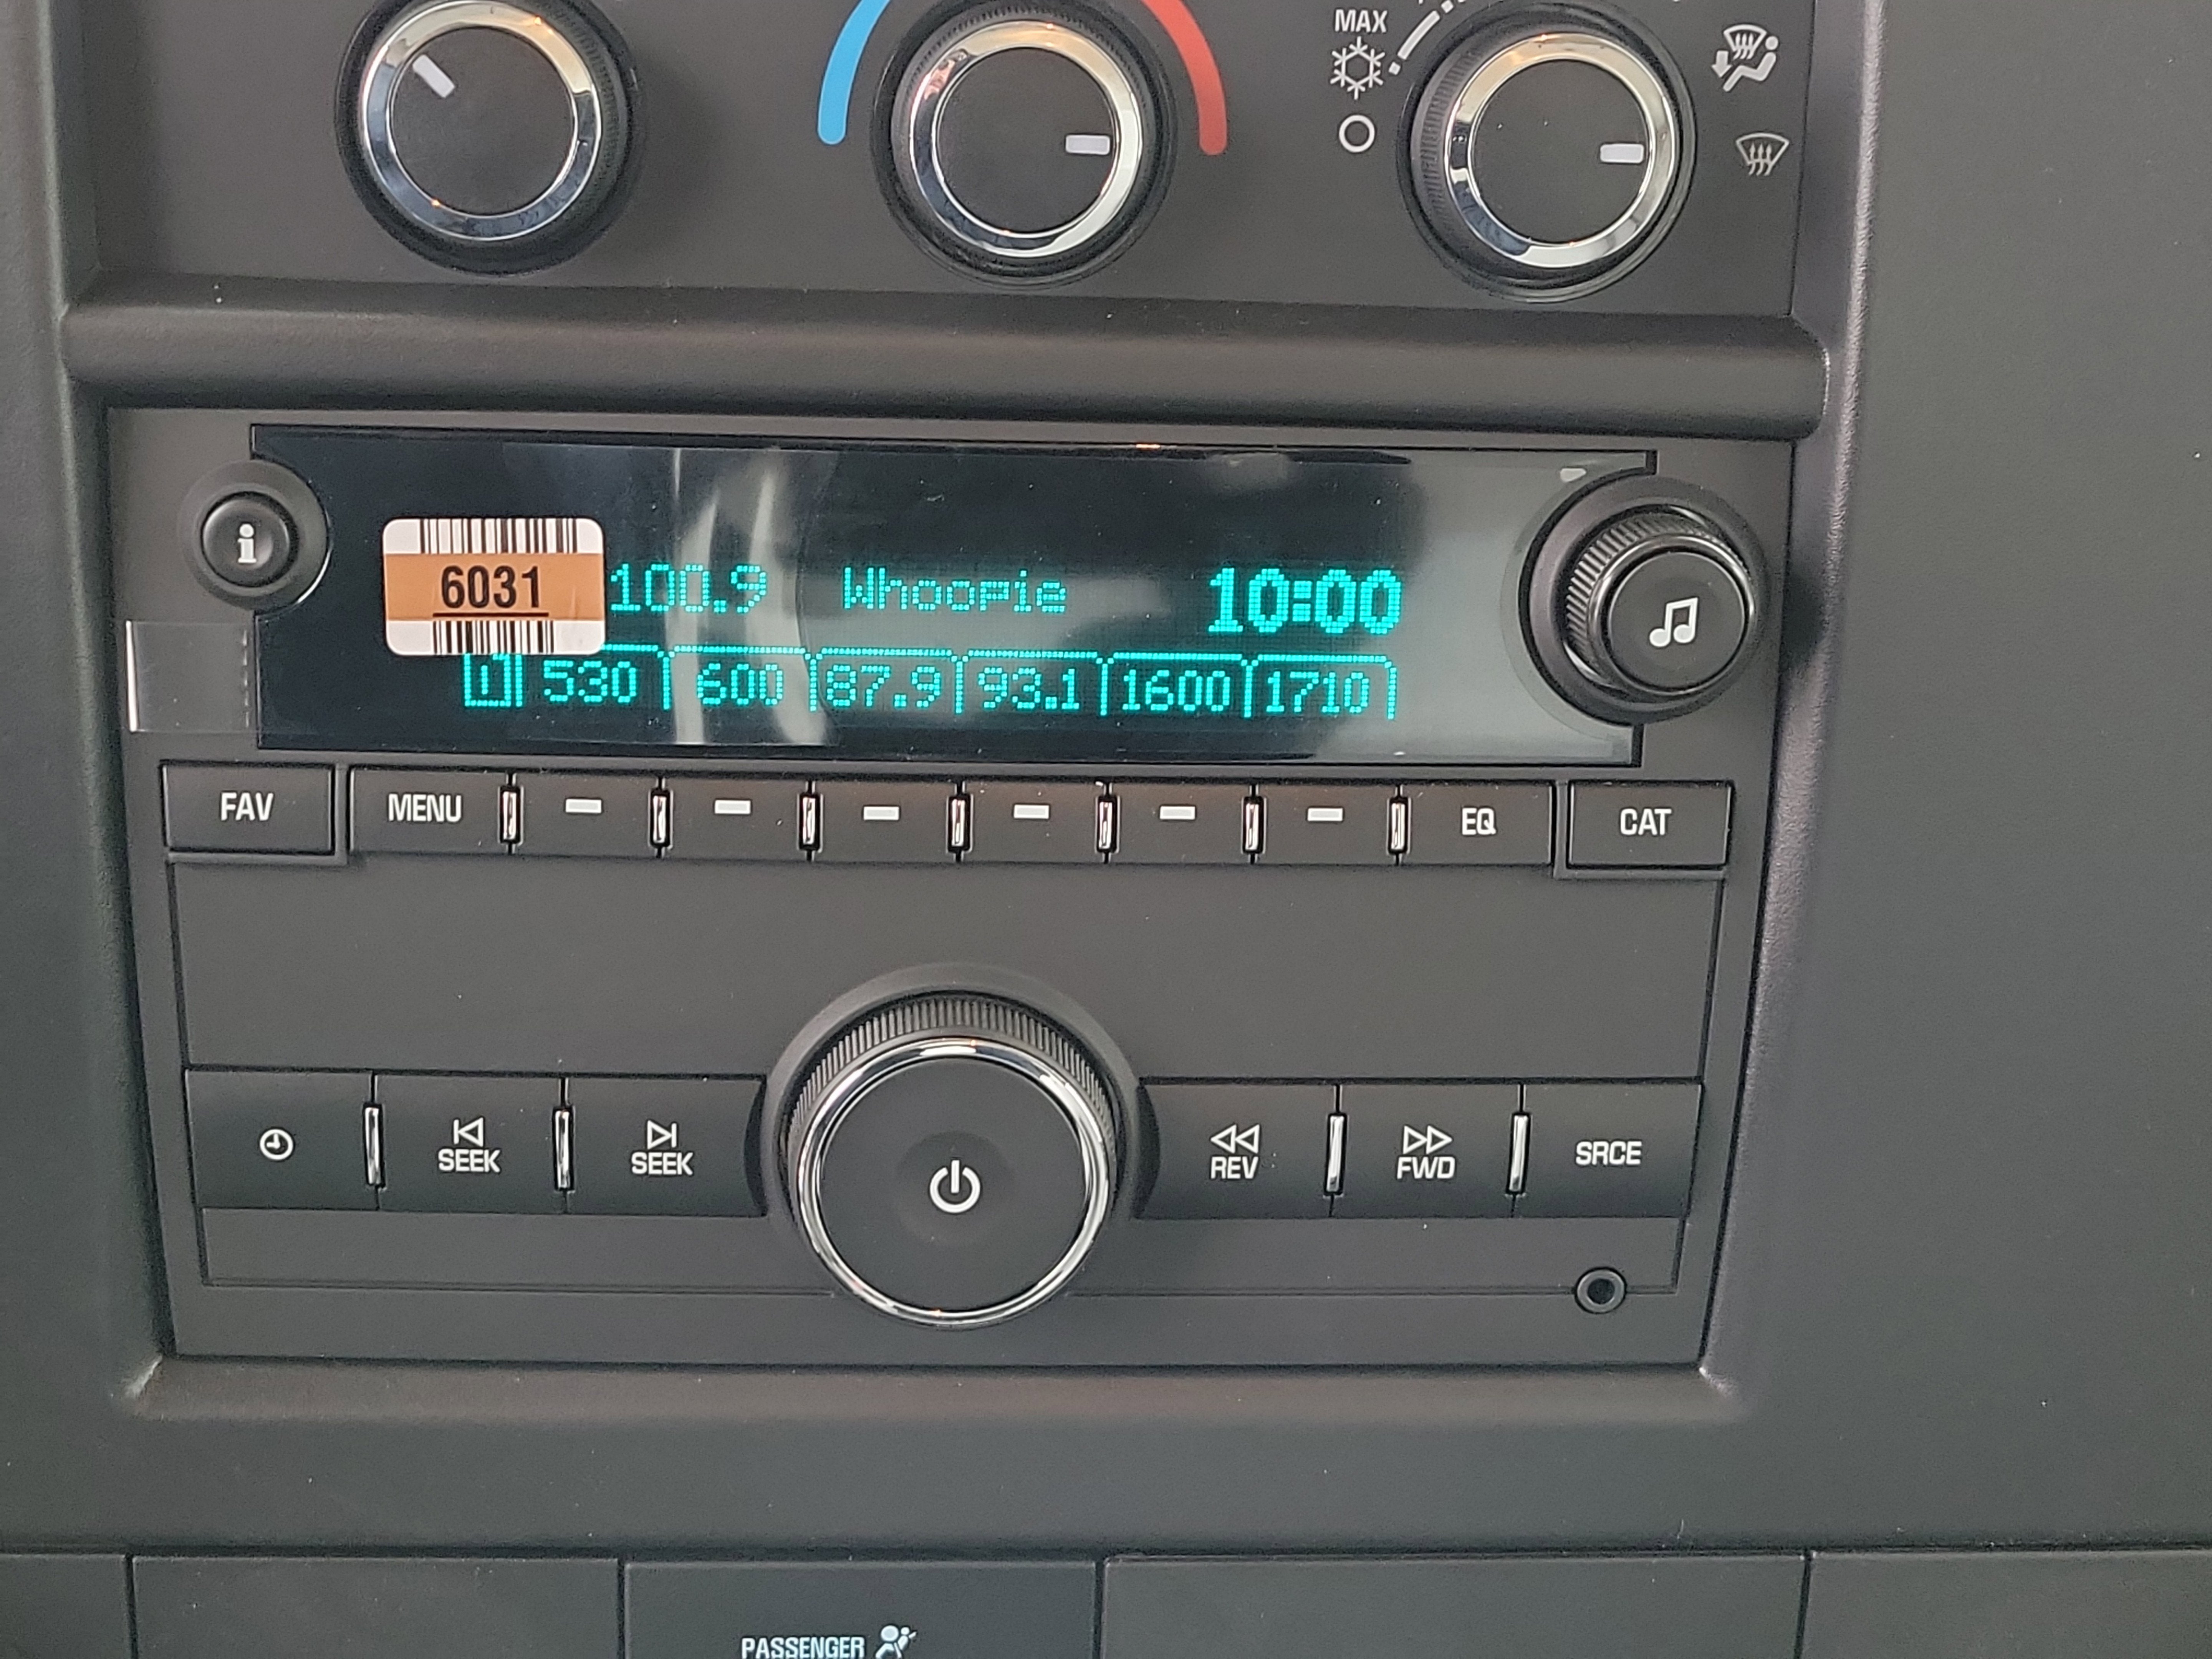 MAX
6031
100.9 Whoopie 10:00
1 530 600 87.9 93.1 1600 1710
FAV MENU EQ CAT
SEEK SEEK REV FWD SRCE
PASSENGER